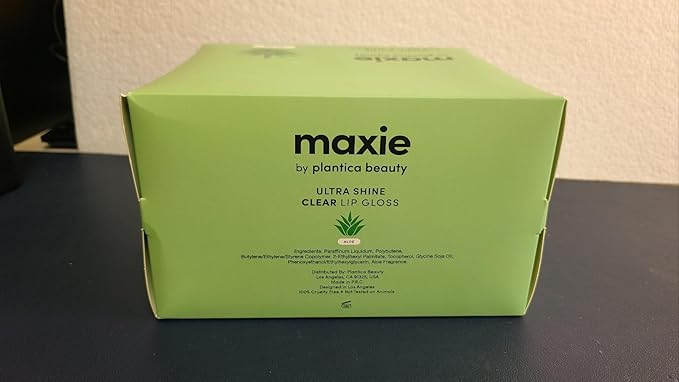 maxie
maxie
by plantica beauty
ULTRA SHINE
CLEAR LIP GLOSS
ALOE
Ingredients: Paraffinum Liquidum, Polybutene,
Butylene/Ethylene/Styrene Copolymer, 2-Ethylhexyl Palmitate, Tocopherol, Glycine Soja Oil,
Phenoxyethanol/Ethylhexylglycerin, Aloe Fragrance.
Distributed By: Plantica Beauty
Los Angeles, CA 91325, USA
Made in P.R.C
Designed in Los Angeles
100% Cruelty Free • Not Tested on Animals